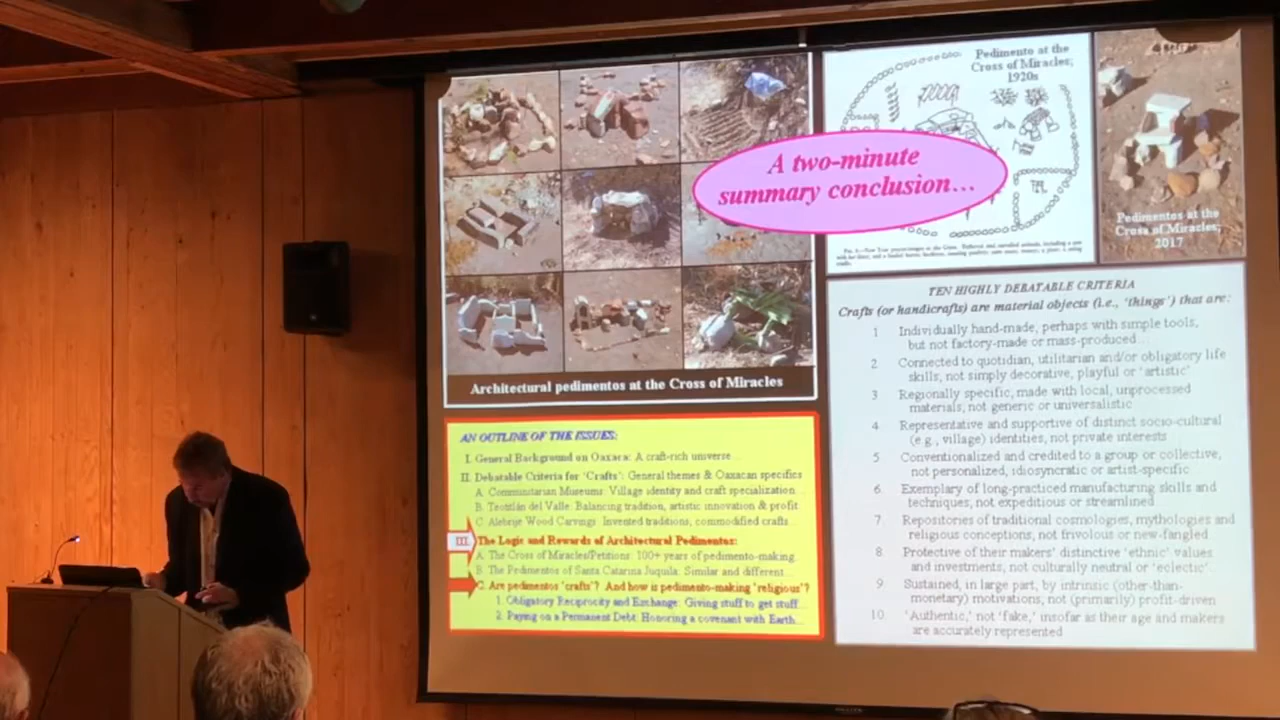 A two-minute
summary conclusion…
Pedimento at the
Cross of Miracles,
1920s
Pedimentos at the
Cross of Miracles,
2017
Architectural pedimentos at the Cross of Miracles
AN OUTLINE OF THE ISSUES:
I. General Background on Oaxaca: A craft-rich universe…
II. Debatable Criteria for 'Crafts': General themes & Oaxacan specifics
A. Communitarian Museums: Village identity and craft specialization…
B. Teotitlán del Valle: Balancing tradition, artistic innovation & profit
C. Alebrije Wood Carvings: Invented traditions, commodified crafts…
III. The Logic and Rewards of Architectural Pedimentos:
A. The Cross of Miracles/Petitions: 100+ years of pedimento-making…
B. The Pedimentos of Santa Catarina Juquila: Similar and different…
C. Are pedimentos 'crafts'? And how is pedimento-making 'religious'?
1. Obligatory Reciprocity and Exchange: Giving stuff to get stuff…
2. Paying on a Permanent Debt: Honoring a covenant with Earth…
TEN HIGHLY DEBATABLE CRITERIA
Crafts (or handicrafts) are material objects (i.e., 'things') that are:
1 Individually hand-made, perhaps with simple tools,
but not factory-made or mass-produced…
2. Connected to quotidian, utilitarian and/or obligatory life
skills, not simply decorative, playful or 'artistic'
3 Regionally specific, made with local, unprocessed
materials, not generic or universalistic
4. Representative and supportive of distinct socio-cultural
(e.g., village) identities, not private interests
5 Conventionalized and credited to a group or collective,
not personalized, idiosyncratic or artist-specific
6. Exemplary of long-practiced manufacturing skills and
techniques, not expeditious or streamlined
7. Repositories of traditional cosmologies, mythologies and
religious conceptions, not frivolous or new-fangled
8. Protective of their makers' distinctive 'ethnic' values
and investments, not culturally neutral or 'eclectic'
9. Sustained, in large part, by intrinsic (other-than-
monetary) motivations, not (primarily) profit-driven
10. 'Authentic,' not 'fake,' insofar as their age and makers
are accurately represented